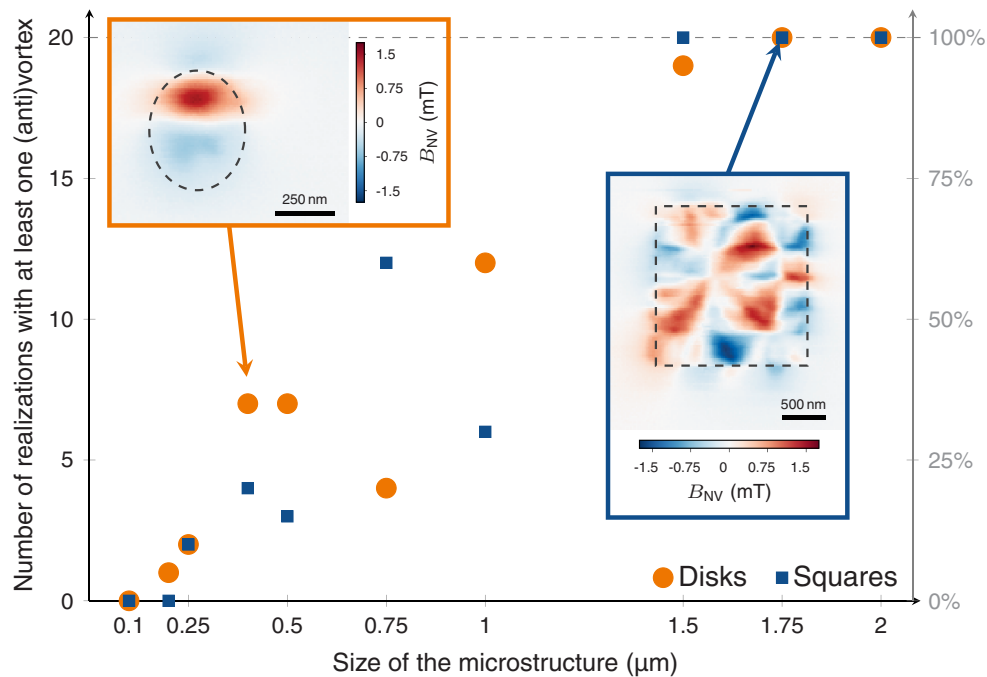 Number of realizations with at least one (anti)vortex
20
15
10
5
0
1.5
0.75
0
-0.75
-1.5
B_NV (mT)
250 nm
500 nm
-1.5 -0.75 0 0.75 1.5
B_NV (mT)
100%
75%
50%
25%
0%
Disks Squares
0.1 0.25 0.5 0.75 1 1.5 1.75 2
Size of the microstructure (μm)